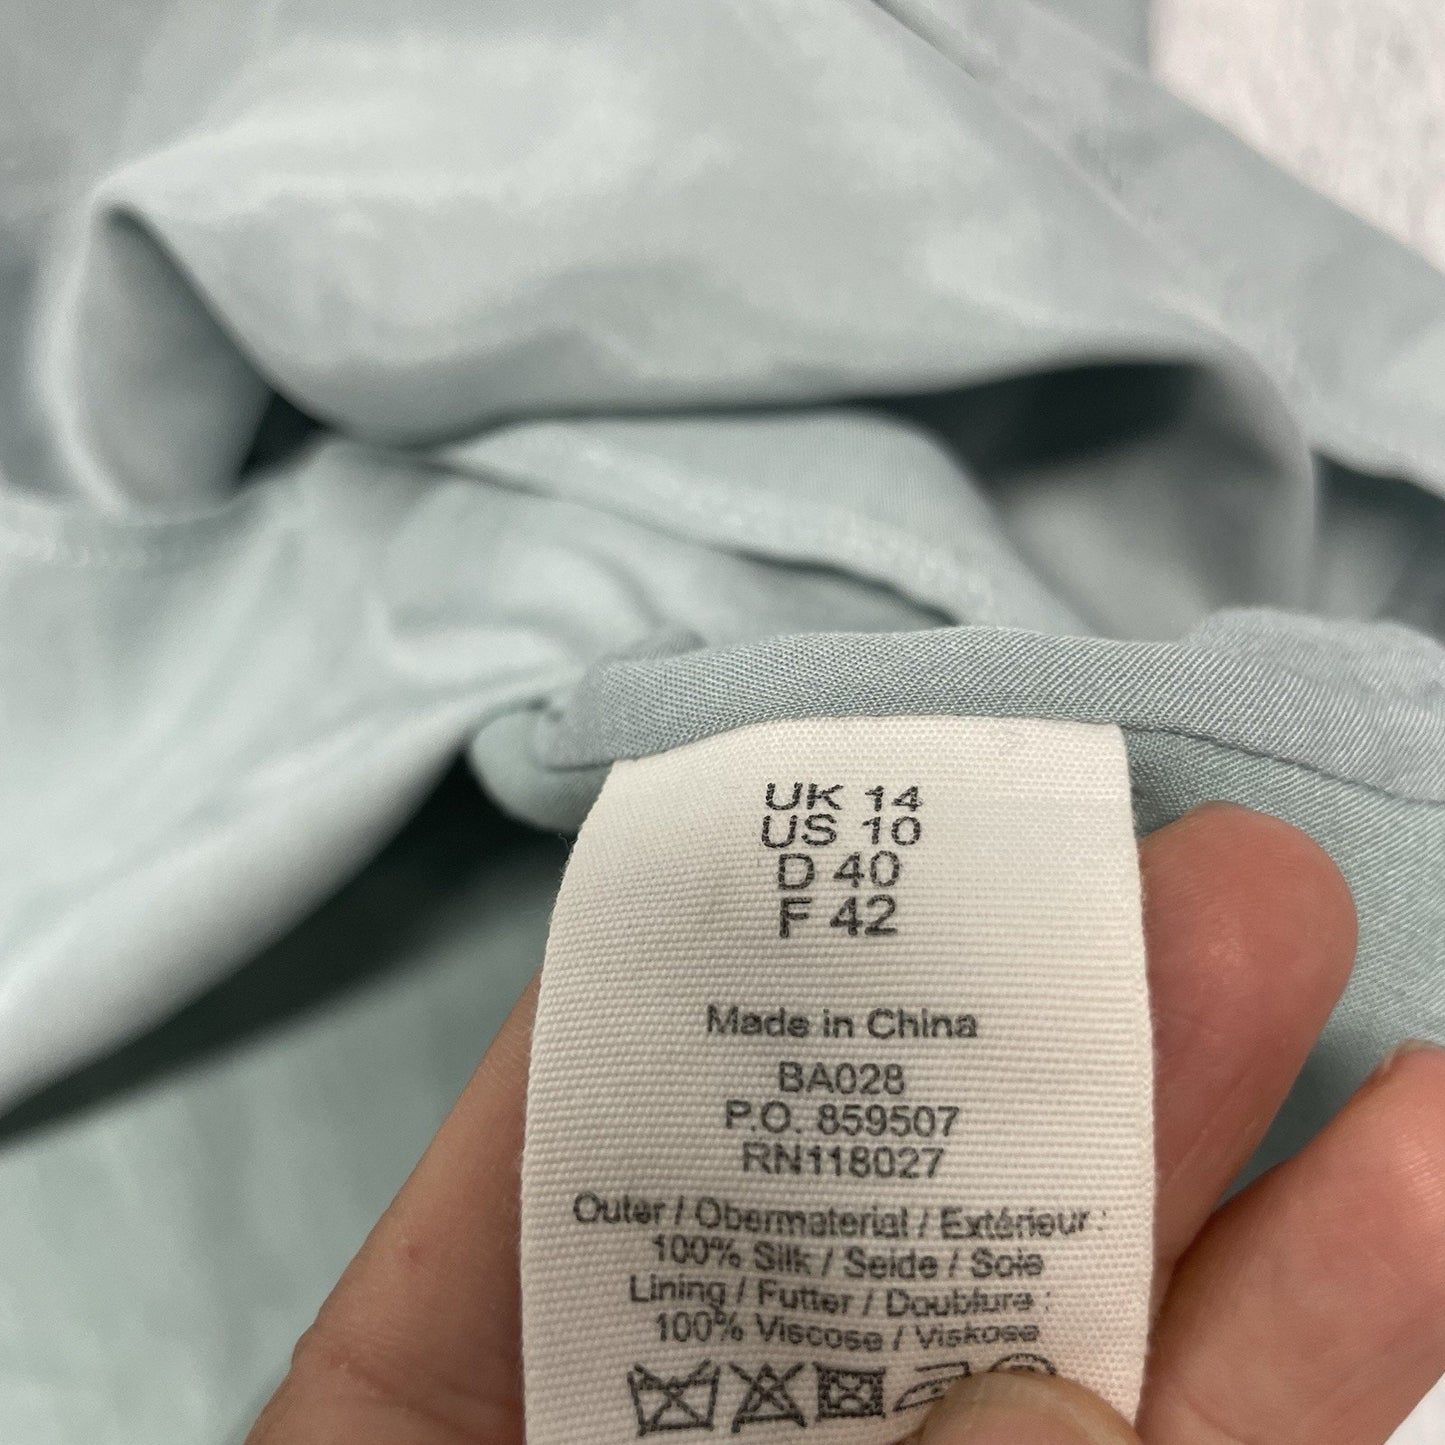 UK 14
US 10
D 40
F 42
Made in China
BA028
P.O. 859507
RN118027
Outer / Obermaterial / Extérieur :
100% Silk / Seide / Soie
Lining / Futter / Doublure :
100% Viscose / Viskose